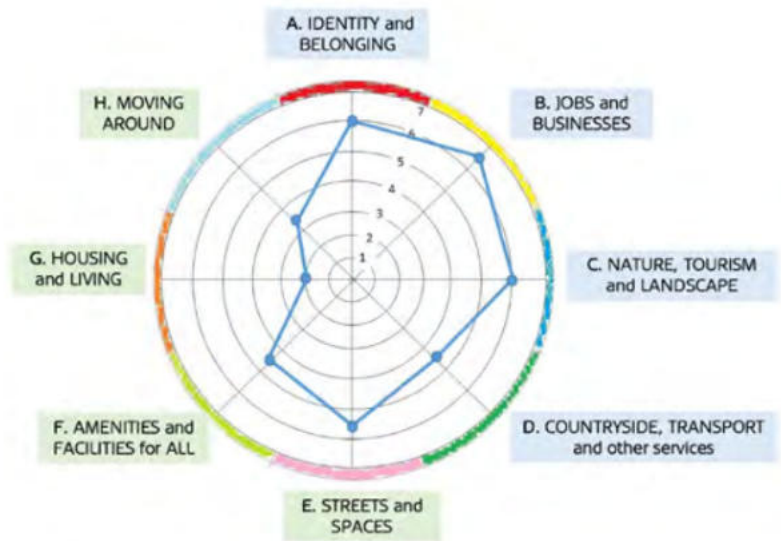 A. IDENTITY and
BELONGING
H. MOVING
AROUND
B. JOBS and
BUSINESSES
7
6
5
4
3
2
1
G. HOUSING
and LIVING
C. NATURE, TOURISM
and LANDSCAPE
F. AMENITIES and
FACILITIES for ALL
D. COUNTRYSIDE, TRANSPORT
and other services
E. STREETS and
SPACES